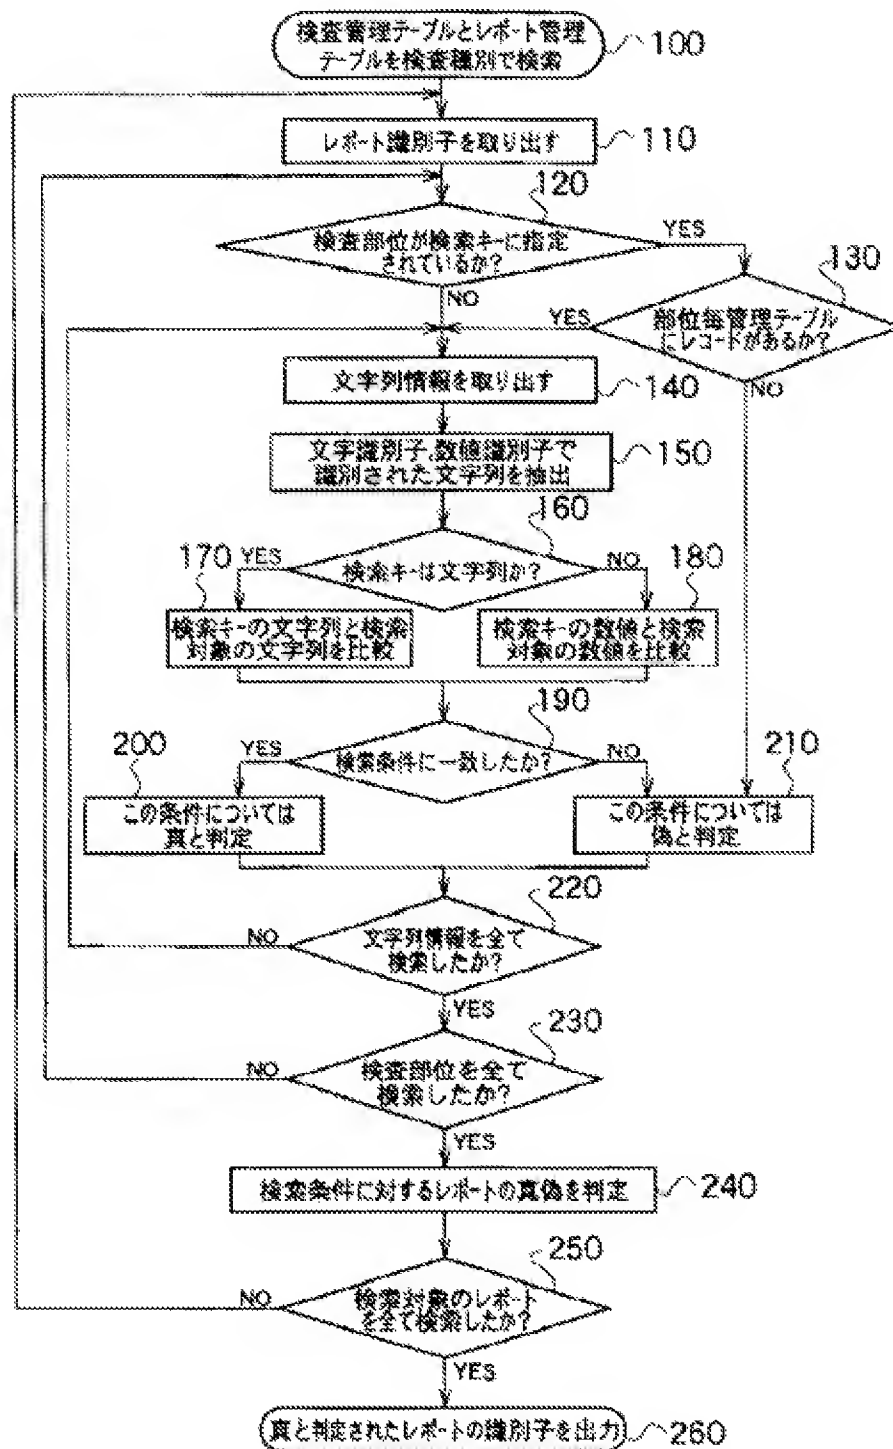 検査管理テーブルとレポート管理
テーブルを検査種別で検索
100
レポート識別子を取り出す
110
120
検査部位が検索キーに指定
されているか?
YES
NO
130
部位毎管理テーブル
にレコードがあるか?
YES
NO
文字列情報を取り出す
140
文字識別子,数値識別子で
識別された文字列を抽出
150
160
検索キーは文字列か?
YES
NO
170
検索キーの文字列と検索
対象の文字列を比較
180
検索キーの数値と検索
対象の数値を比較
190
検索条件に一致したか?
YES
NO
200
この条件については
真と判定
210
この条件については
偽と判定
220
文字列情報を全て
検索したか?
NO
YES
230
検査部位を全て
検索したか?
NO
YES
検索条件に対するレポートの真偽を判定
240
250
検索対象のレポート
を全て検索したか?
NO
YES
真と判定されたレポートの識別子を出力
260